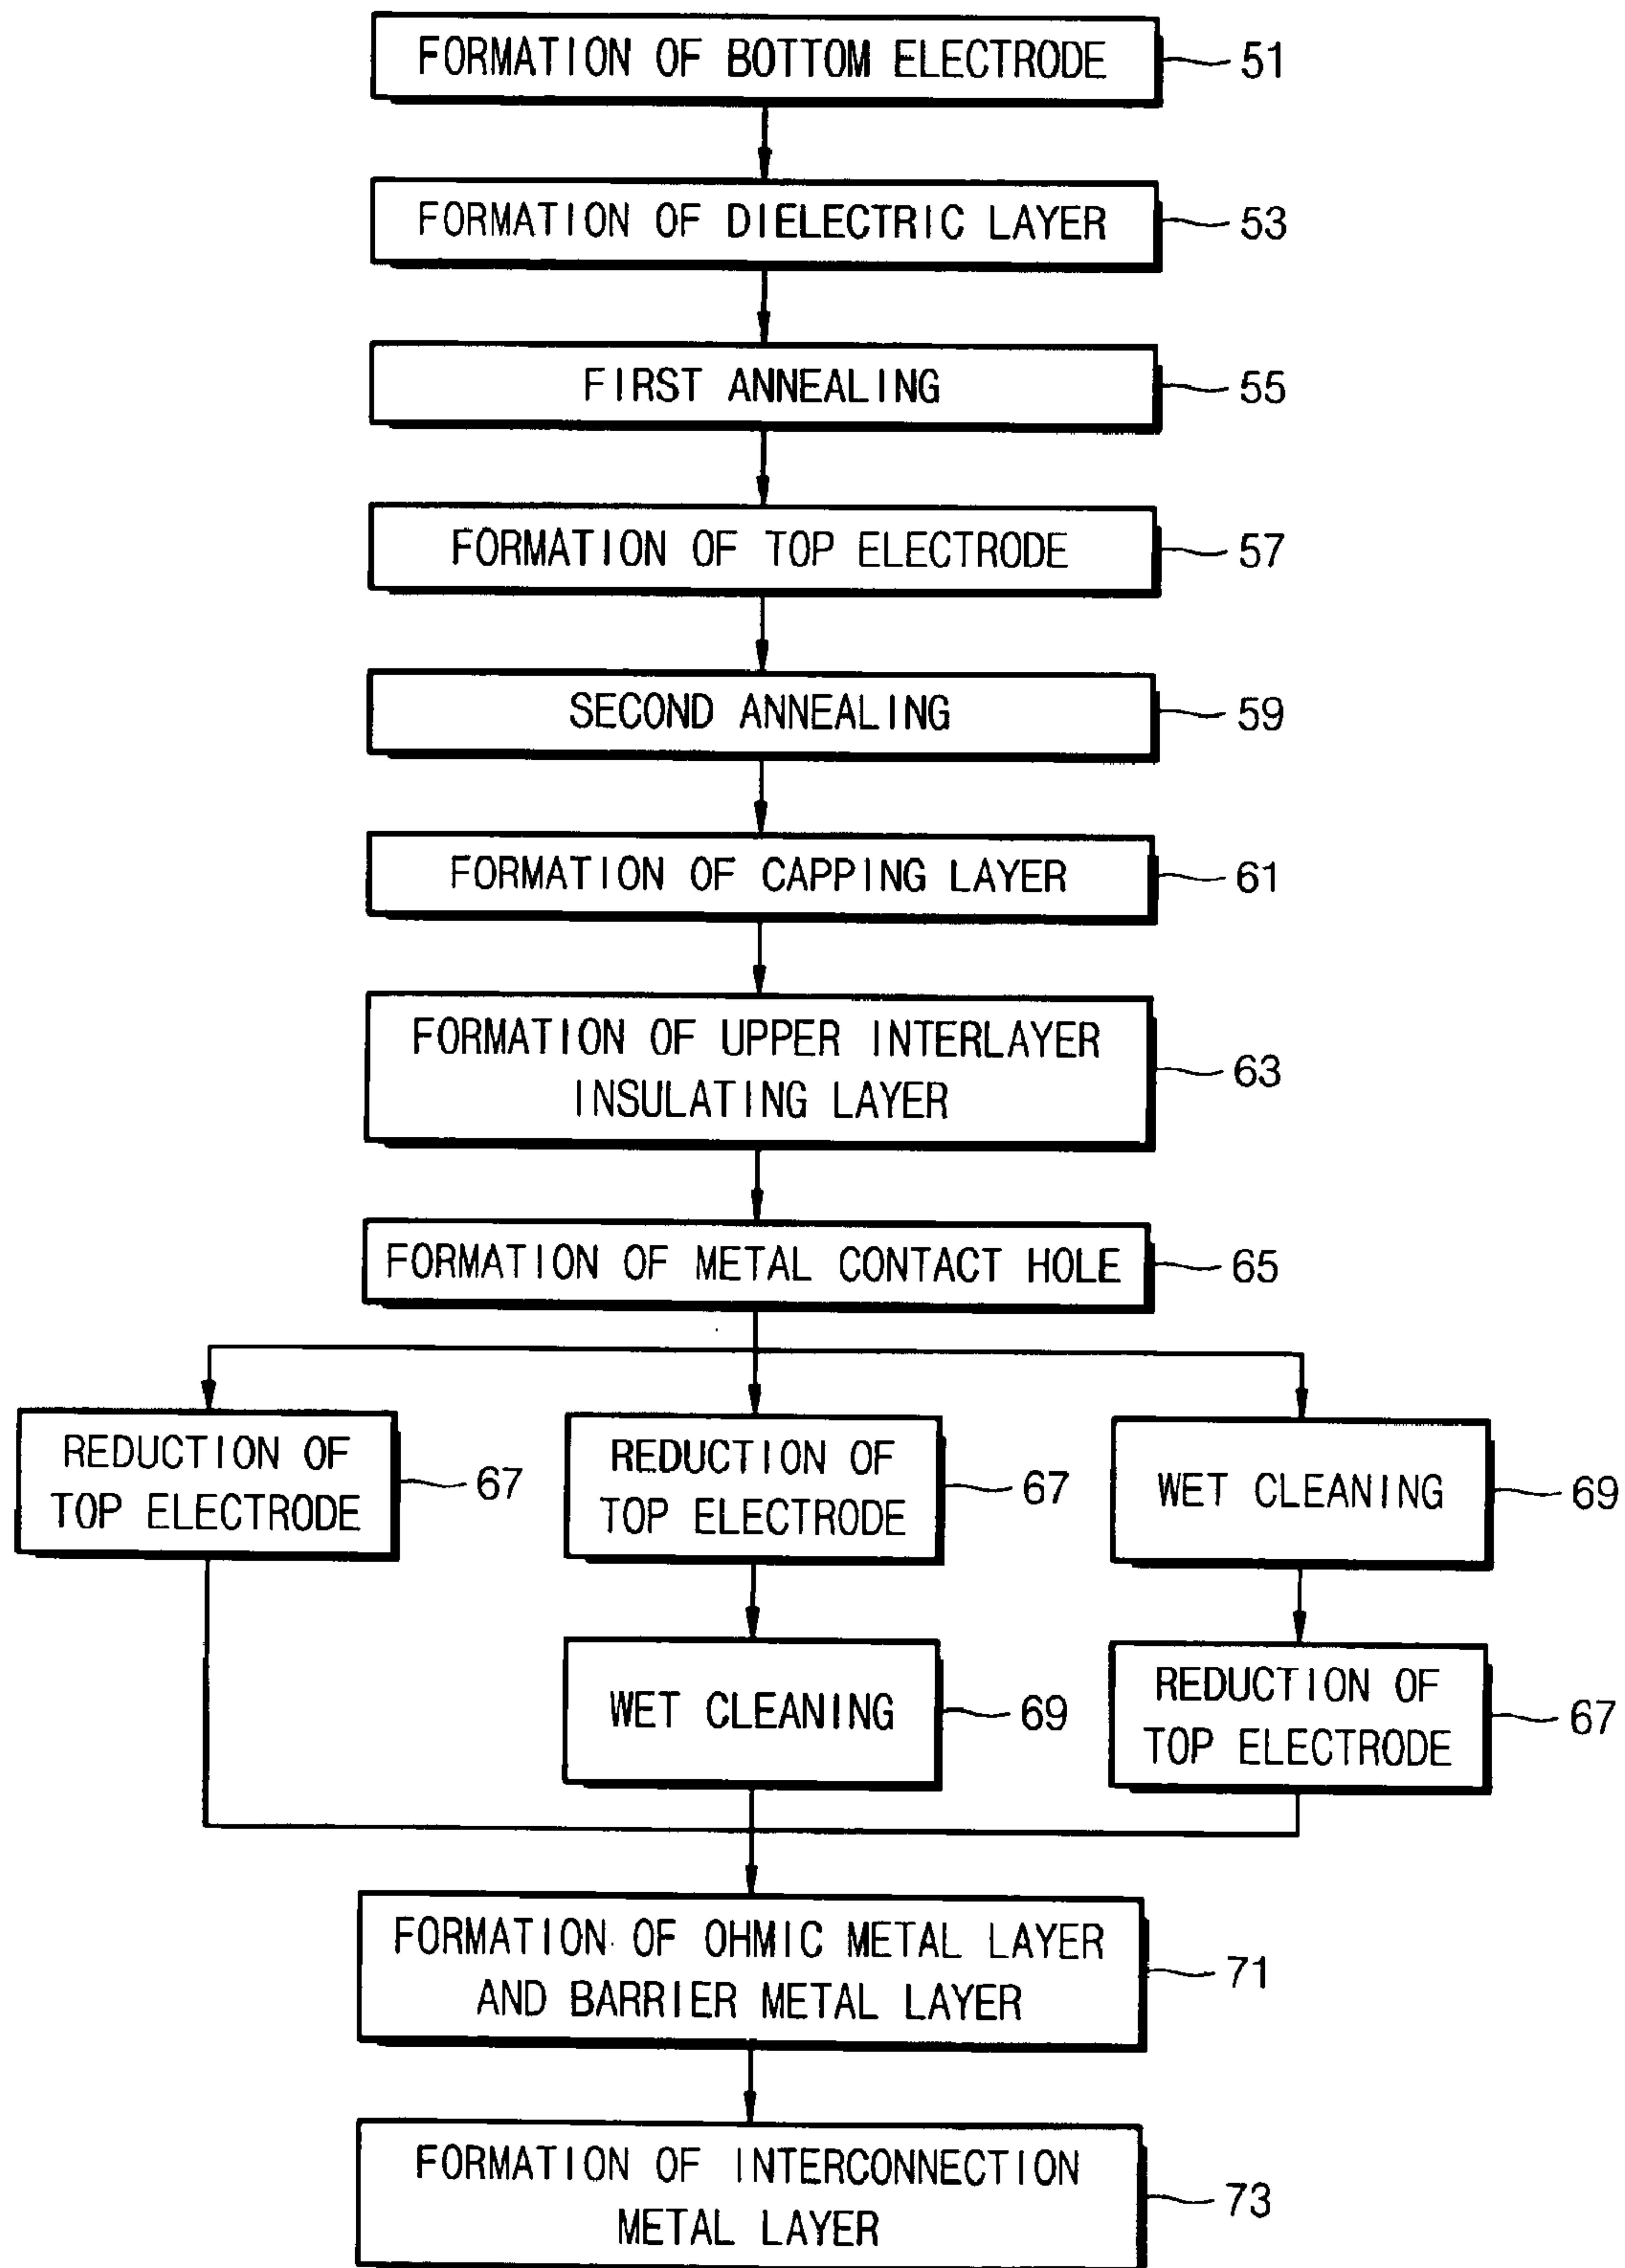 FORMATION OF BOTTOM ELECTRODE
51
FORMATION OF DIELECTRIC LAYER
53
FIRST ANNEALING
55
FORMATION OF TOP ELECTRODE
57
SECOND ANNEALING
59
FORMATION OF CAPPING LAYER
61
FORMATION OF UPPER INTERLAYER
INSULATING LAYER
63
FORMATION OF METAL CONTACT HOLE
65
REDUCTION OF
TOP ELECTRODE
67
REDUCTION OF
TOP ELECTRODE
67
WET CLEANING
69
WET CLEANING
69
REDUCTION OF
TOP ELECTRODE
67
FORMATION OF OHMIC METAL LAYER
AND BARRIER METAL LAYER
71
FORMATION OF INTERCONNECTION
METAL LAYER
73